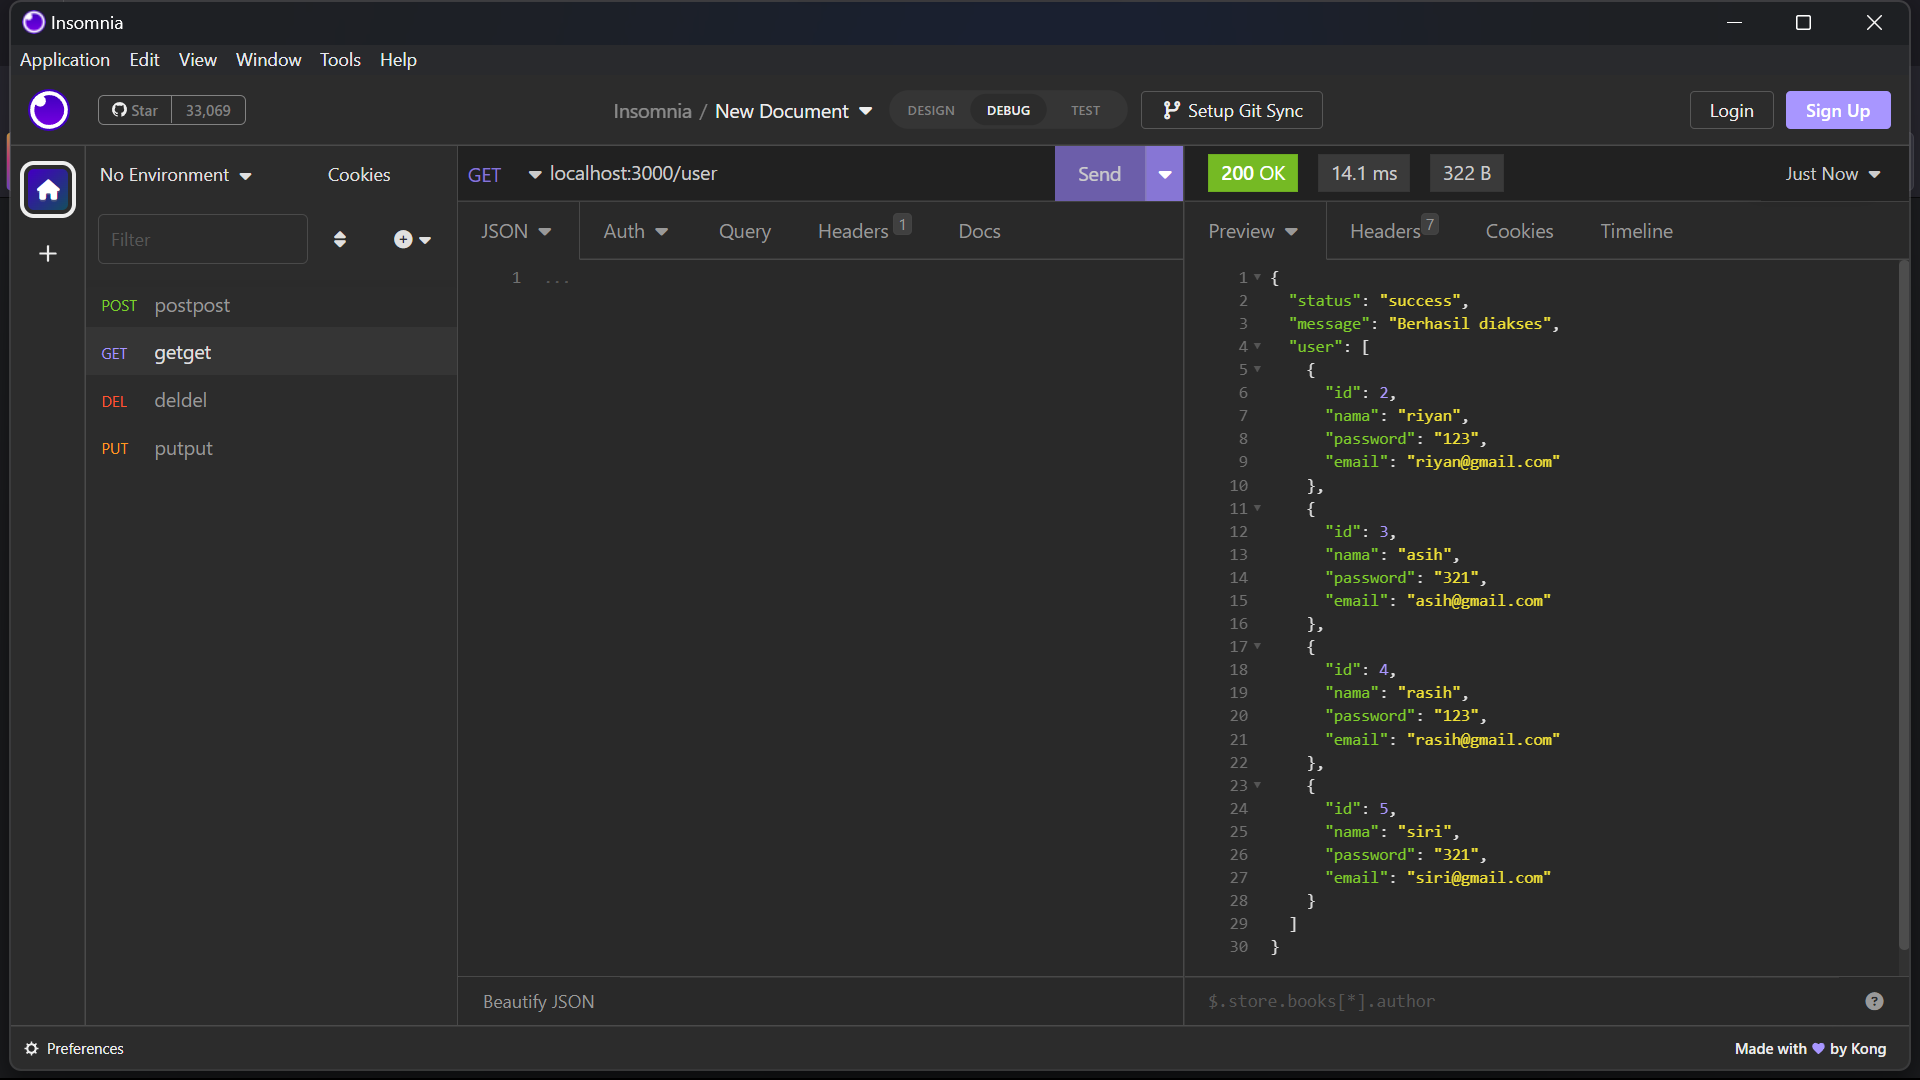 Insomnia
Application Edit View Window Tools Help
Star 33,069 Insomnia / New Document DESIGN DEBUG TEST Setup Git Sync Login Sign Up
No Environment Cookies
Filter
POST postpost
GET getget
DEL deldel
PUT putput
GET localhost:3000/user Send
JSON Auth Query Headers 1 Docs
1 ...
Beautify JSON
200 OK 14.1 ms 322 B Just Now
Preview Headers 7 Cookies Timeline
1 {
2 "status": "success",
3 "message": "Berhasil diakses",
4 "user": [
5 {
6 "id": 2,
7 "nama": "riyan",
8 "password": "123",
9 "email": "riyan@gmail.com"
10 },
11 {
12 "id": 3,
13 "nama": "asih",
14 "password": "321",
15 "email": "asih@gmail.com"
16 },
17 {
18 "id": 4,
19 "nama": "rasih",
20 "password": "123",
21 "email": "rasih@gmail.com"
22 },
23 {
24 "id": 5,
25 "nama": "siri",
26 "password": "321",
27 "email": "siri@gmail.com"
28 }
29 ]
30 }
$.store.books[*].author ?
Preferences
Made with 💜 by Kong